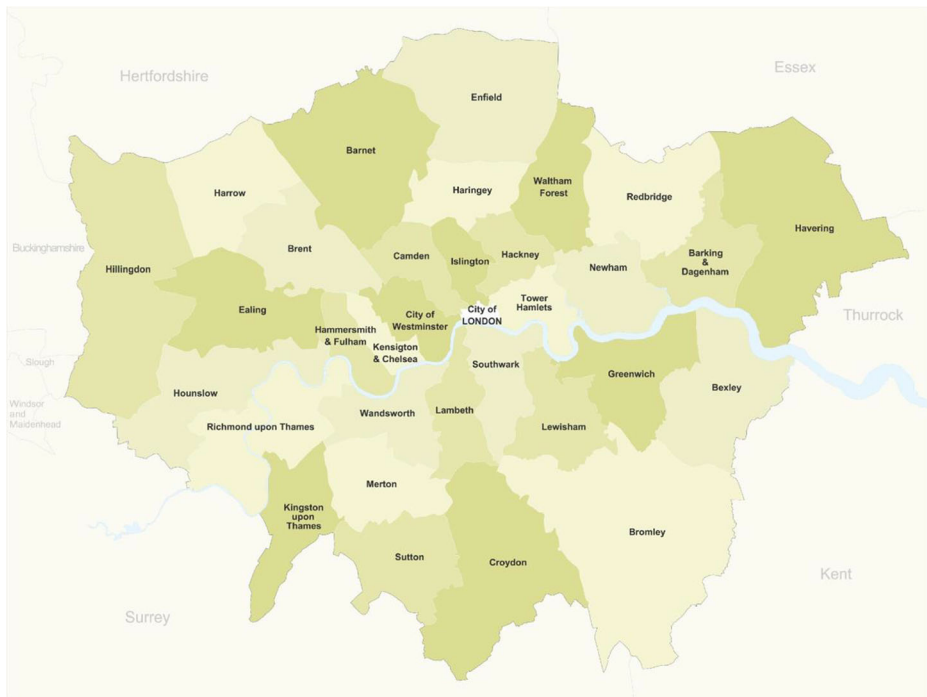 Hertfordshire
Essex
Enfield
Barnet
Harrow
Haringey
Waltham
Forest
Redbridge
Havering
Buckinghamshire
Brent
Camden
Islington
Hackney
Newham
Barking
&
Dagenham
Hillingdon
Ealing
Hammersmith
& Fulham
Kensigton
& Chelsea
City of
Westminster
City of
LONDON
Tower
Hamlets
Thurrock
Slough
Hounslow
Southwark
Greenwich
Bexley
Windsor
and
Maidenhead
Richmond upon Thames
Wandsworth
Lambeth
Lewisham
Merton
Kingston
upon
Thames
Sutton
Croydon
Bromley
Kent
Surrey